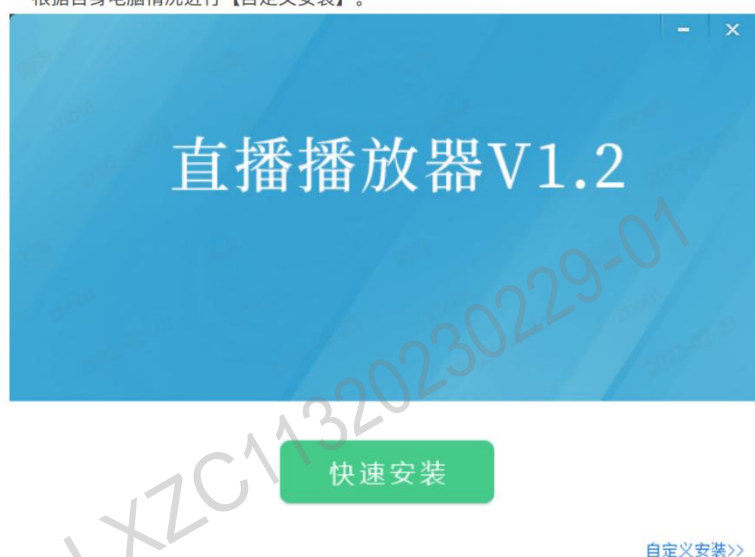 根据自身电脑情况进行【自定义安装】。
直播播放器V1.2
LXZC11320230229-01
快速安装
自定义安装>>